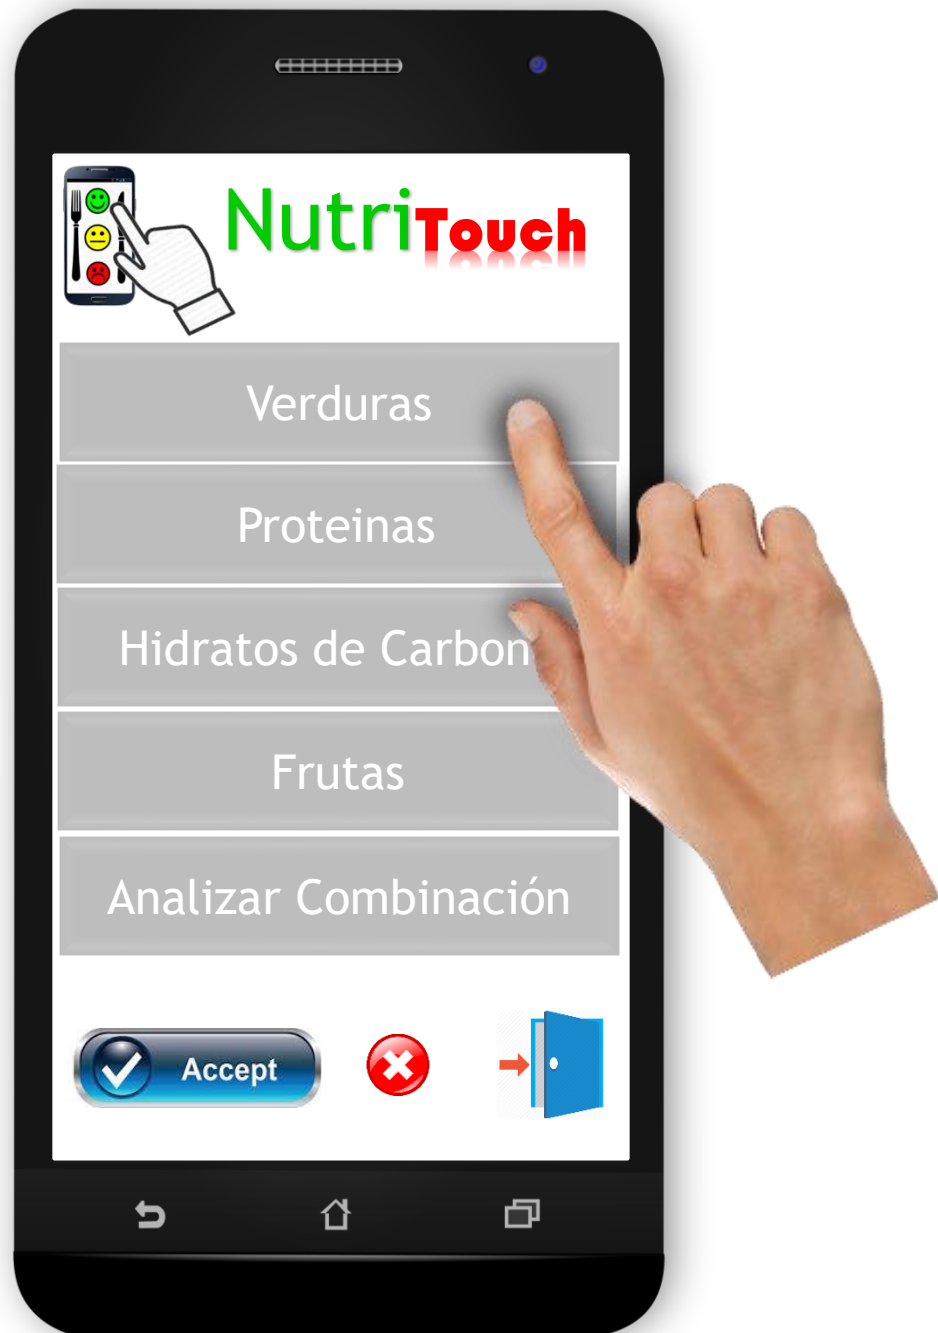 NutriTouch
Verduras
Proteinas
Hidratos de Carbon
Frutas
Analizar Combinación
Accept